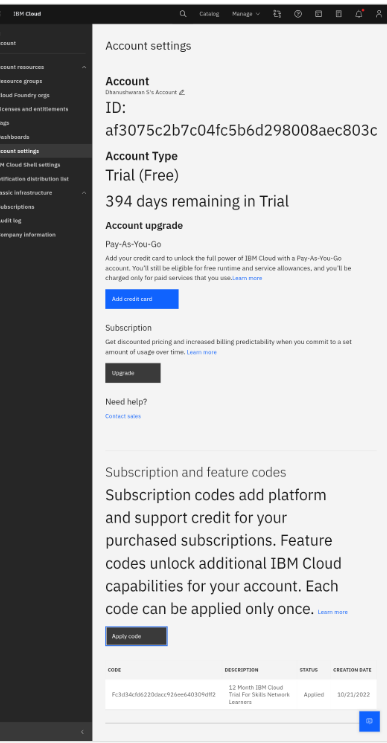 IBM Cloud
Catalog
Manage
ccount
ccount resources
esource groups
loud Foundry orgs
icenses and entitlements
ags
ashboards
ccount settings
M Cloud Shell settings
tification distribution list
assic Infrastructure
ubscriptions
udit log
ompany information
Account settings
Account
Dhanushwaran S's Account
ID:
af3075c2b7c04fc5b6d298008aec803c
Account Type
Trial (Free)
394 days remaining in Trial
Account upgrade
Pay-As-You-Go
Add your credit card to unlock the full power of IBM Cloud with a Pay-As-You-Go
account. You'll still be eligible for free runtime and service allowances, and you'll be
charged only for paid services that you use.Learn more
Add credit card
Subscription
Get discounted pricing and increased billing predictability when you commit to a set
amount of usage over time. Learn more
Upgrade
Need help?
Contact sales
Subscription and feature codes
Subscription codes add platform
and support credit for your
purchased subscriptions. Feature
codes unlock additional IBM Cloud
capabilities for your account. Each
code can be applied only once. Learn more
Apply code
CODE DESCRIPTION STATUS CREATION DATE
12 Month IBM Cloud
Trial For Skills Network
Learners
Applied 10/21/2022